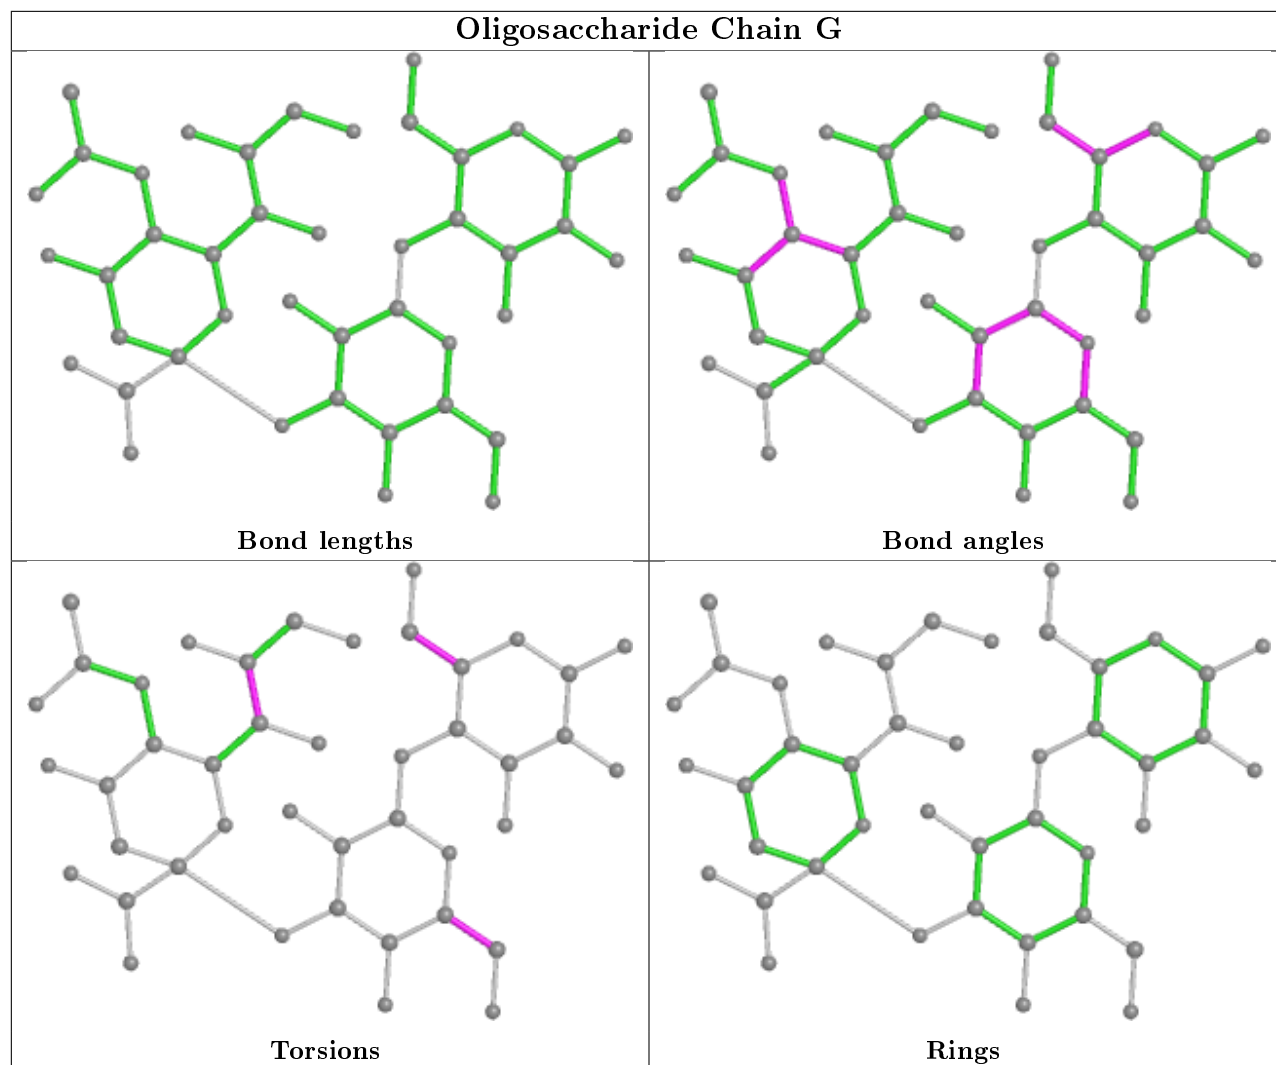 Oligosaccharide Chain G
Bond lengths
Bond angles
Torsions
Rings